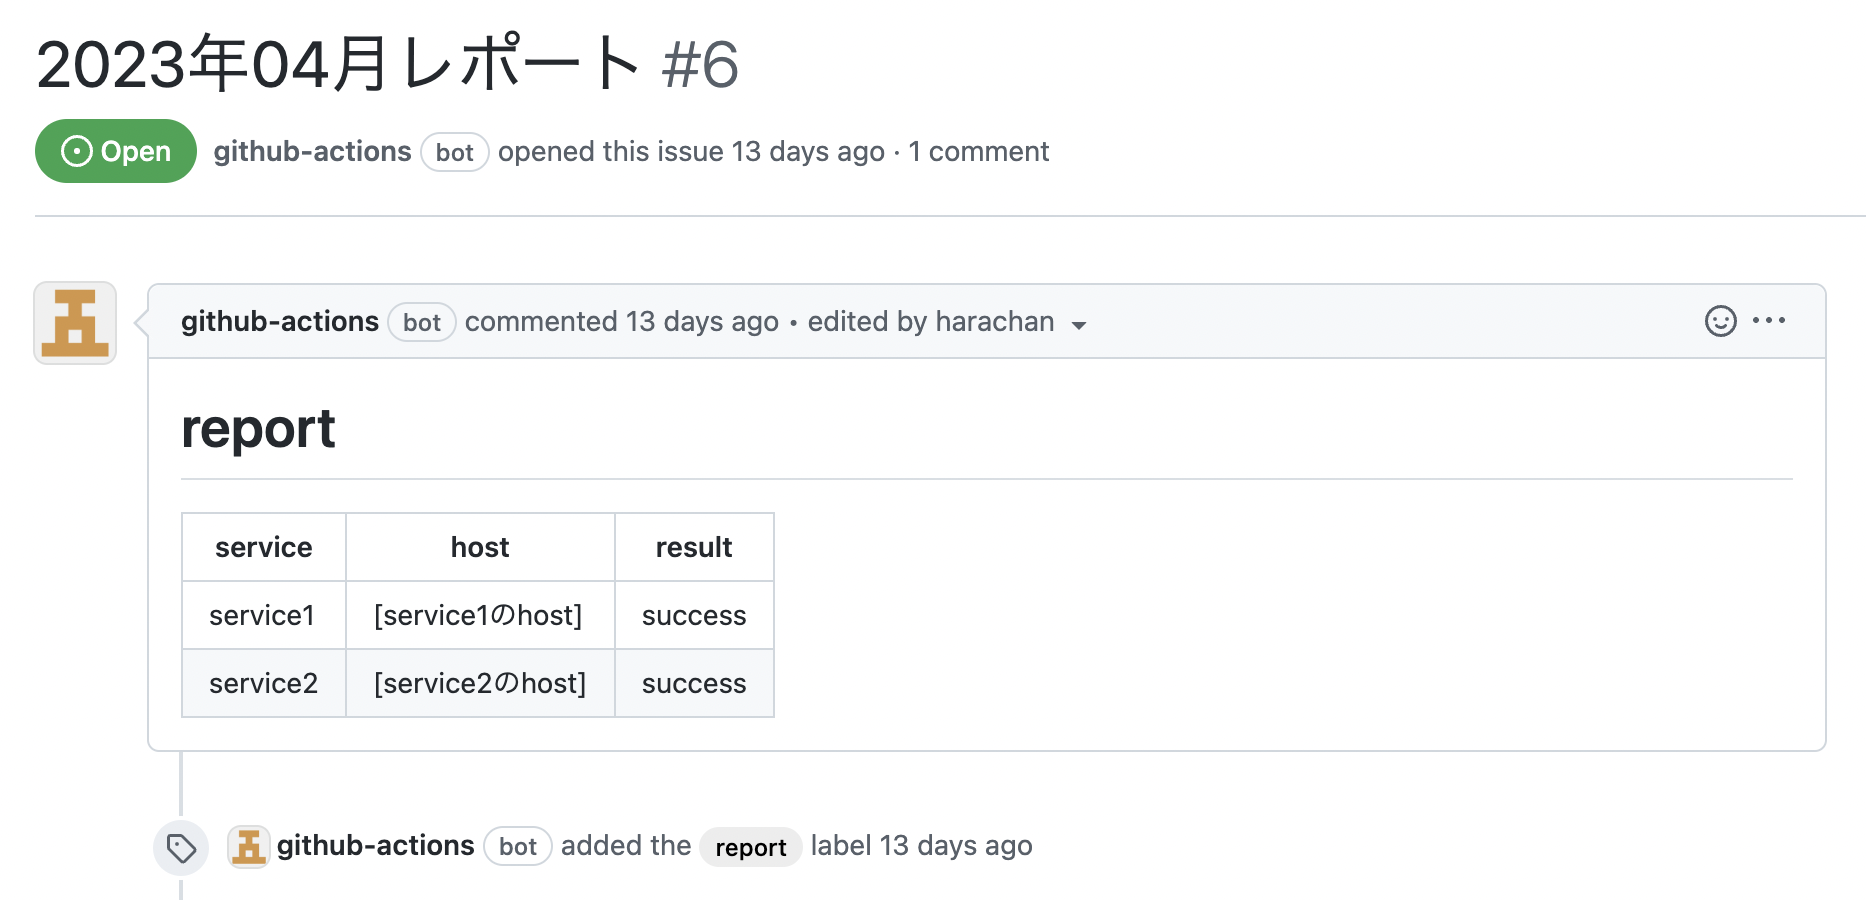 2023年04月レポート #6
Open github-actions bot opened this issue 13 days ago · 1 comment
github-actions bot commented 13 days ago • edited by harachan
report
service host result
service1 [service1のhost] success
service2 [service2のhost] success
github-actions bot added the report label 13 days ago